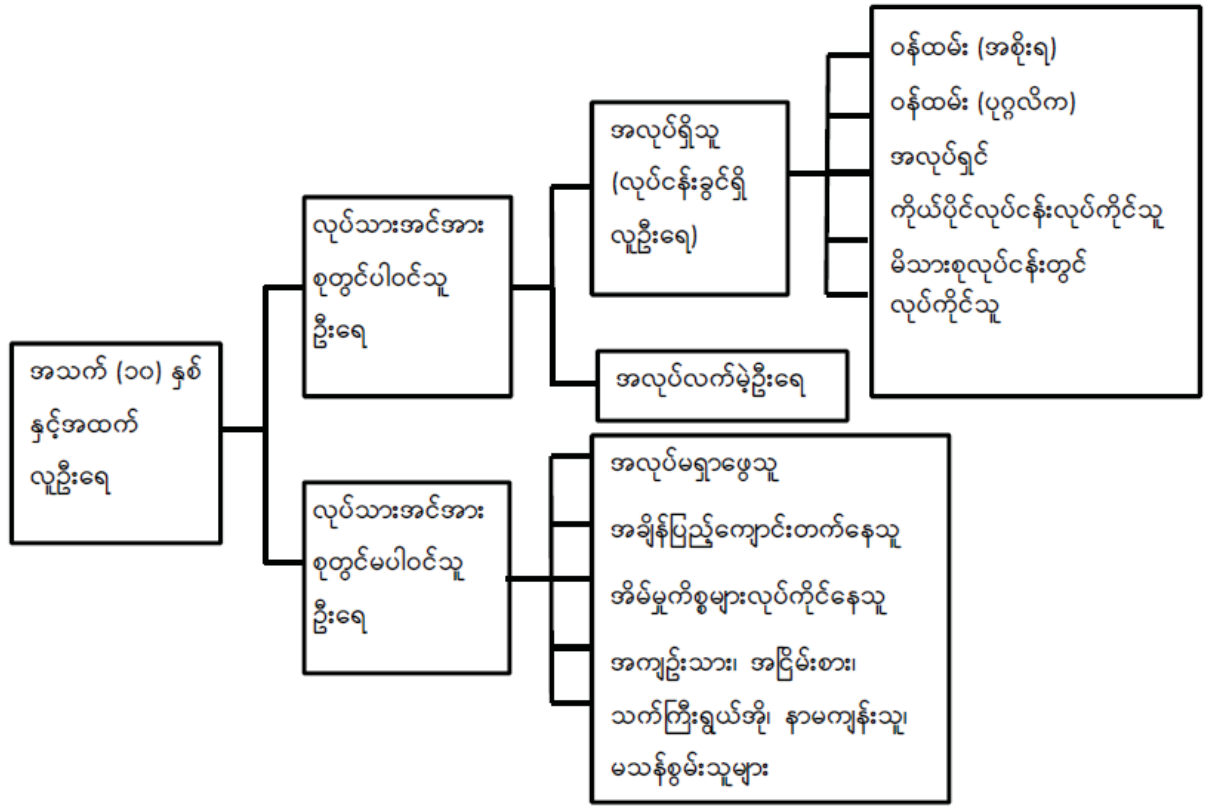 အသက် (၁၀) နှစ်
နှင့်အထက်
လူဦးရေ
လုပ်သားအင်အား
စုတွင်ပါဝင်သူ
ဦးရေ
အလုပ်ရှိသူ
(လုပ်ငန်းခွင်ရှိ
လူဦးရေ)
ဝန်ထမ်း (အစိုးရ)
ဝန်ထမ်း (ပုဂ္ဂလိက)
အလုပ်ရှင်
ကိုယ်ပိုင်လုပ်ငန်းလုပ်ကိုင်သူ
မိသားစုလုပ်ငန်းတွင်
လုပ်ကိုင်သူ
အလုပ်လက်မဲ့ဦးရေ
လုပ်သားအင်အား
စုတွင်မပါဝင်သူ
ဦးရေ
အလုပ်မရှာဖွေသူ
အချိန်ပြည့်ကျောင်းတက်နေသူ
အိမ်မှုကိစ္စများလုပ်ကိုင်နေသူ
အကျဥ်းသား၊ အငြိမ်းစား၊
သက်ကြီးရွယ်အို၊ နာမကျန်းသူ၊
မသန်စွမ်းသူများ